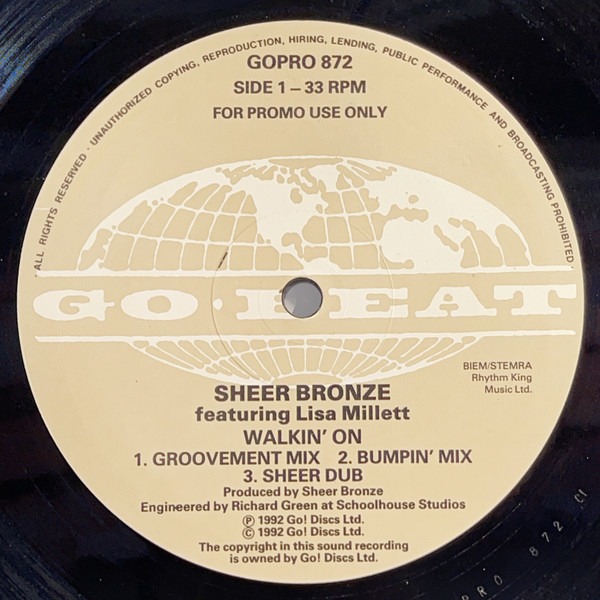 ALL RIGHTS RESERVED · UNAUTHORIZED COPYING, REPRODUCTION, HIRING, LENDING, PUBLIC PERFORMANCE AND BROADCASTING PROHIBITED
GOPRO 872
SIDE 1 – 33 RPM
FOR PROMO USE ONLY
GO · BEAT
BIEM/STEMRA
Rhythm King
Music Ltd.
SHEER BRONZE
featuring Lisa Millett
WALKIN' ON
1. GROOVEMENT MIX 2. BUMPIN' MIX
3. SHEER DUB
Produced by Sheer Bronze
Engineered by Richard Green at Schoolhouse Studios
℗ 1992 Go! Discs Ltd.
© 1992 Go! Discs Ltd.
The copyright in this sound recording
is owned by Go! Discs Ltd.
PRO 872 C1